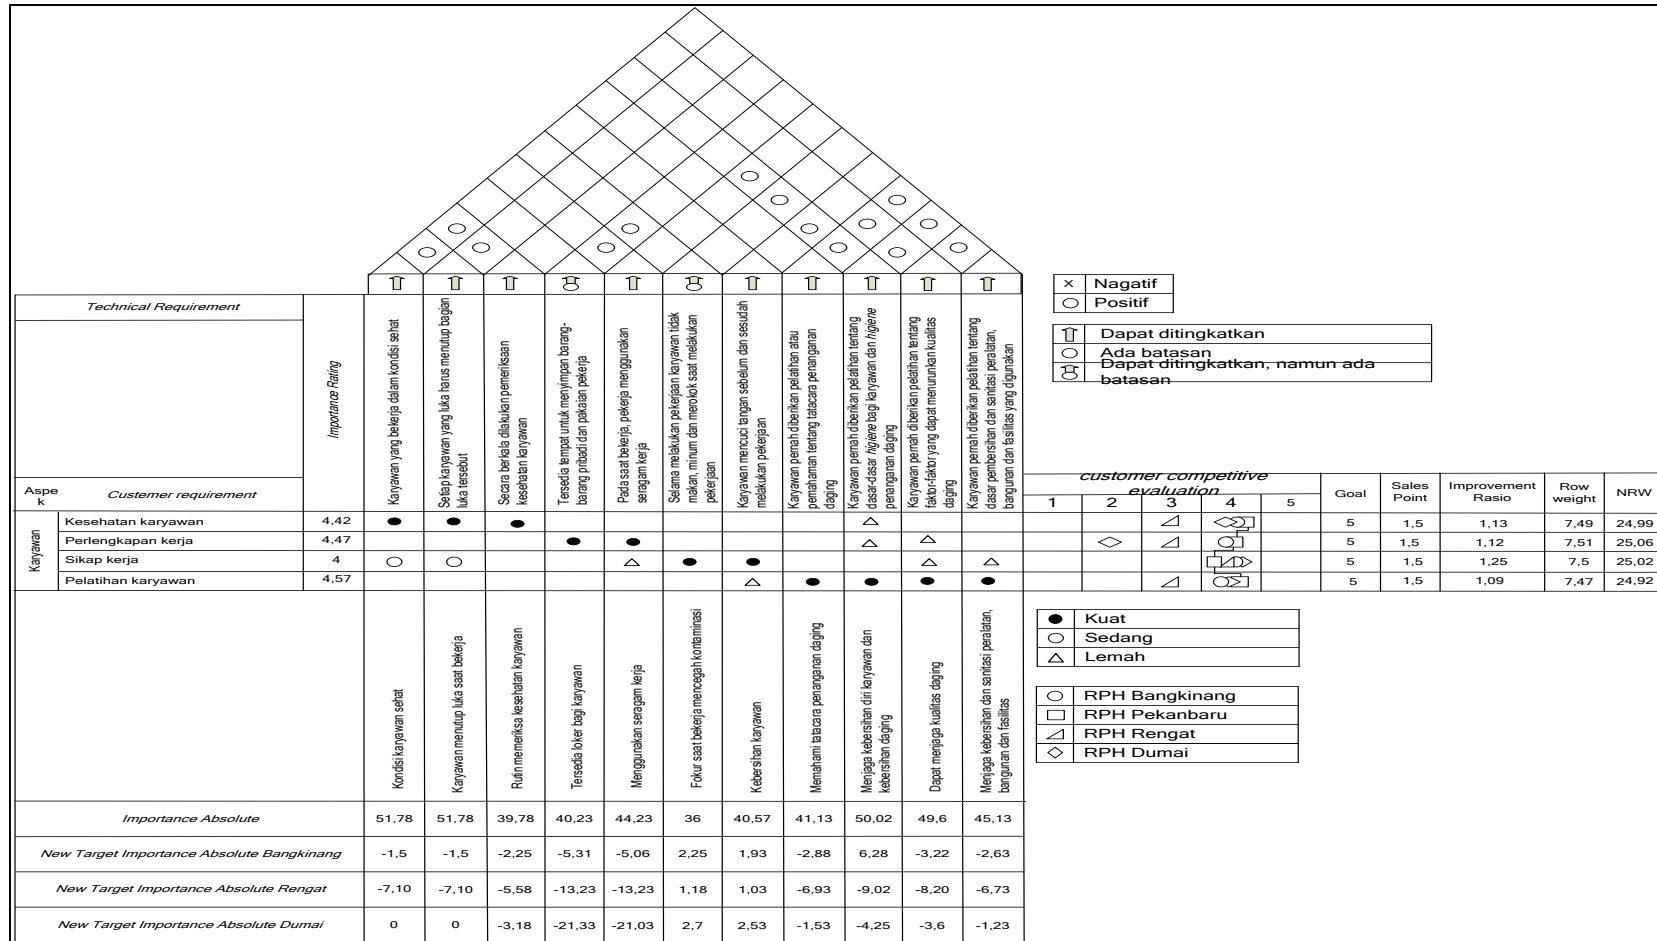 × Nagatif
Positif
Dapat ditingkatkan
Ada batasan
Dapat ditingkatkan, namun ada
batasan
Technical Requirement
Importance Rating
Karyawan yang bekerja dalam kondisi sehat
Setiap karyawan yang luka harus menutup bagian
luka tersebut
Secara berkala dilakukan pemeriksaan
kesehatan karyawan
Tersedia tempat untuk menyimpan barang-
barang pribadi dan pakaian pekerja
Pada saat bekerja, pekerja menggunakan
seragam kerja
Selama melakukan pekerjaan karyawan tidak
makan, minum dan merokok saat melakukan
pekerjaan
Karyawan mencuci tangan sebelum dan sesudah
melakukan pekerjaan
Karyawan pernah diberikan pelatihan atau
pemahaman tentang tatacara penanganan
daging
Karyawan pernah diberikan pelatihan tentang
dasar-dasar higiene bagi karyawan dan higiene
penanganan daging
Karyawan pernah diberikan pelatihan tentang
faktor-faktor yang dapat menurunkan kualitas
daging
Karyawan pernah diberikan pelatihan tentang
dasar pembersihan dan sanitasi peralatan,
bangunan dan fasilitas yang digunakan
Aspe
k
Custemer requirement
customer competitive
evaluation
1 2 3 4 5
Goal
Sales
Point
Improvement
Rasio
Row
weight
NRW
Karyawan
Kesehatan karyawan 4,42 5 1,5 1,13 7,49 24,99
Perlengkapan kerja 4,47 5 1,5 1,12 7,51 25,06
Sikap kerja 4 5 1,5 1,25 7,5 25,02
Pelatihan karyawan 4,57 5 1,5 1,09 7,47 24,92
Kuat
Sedang
Lemah
RPH Bangkinang
RPH Pekanbaru
RPH Rengat
RPH Dumai
Kondisi karyawan sehat
Karyawan menutup luka saat bekerja
Rutin memeriksa kesehatan karyawan
Tersedia loker bagi karyawan
Menggunakan seragam kerja
Fokur saat bekerja mencegah kontaminasi
Kebersihan karyawan
Memahami tatacara penanganan daging
Menjaga kebersihan diri karyawan dan
kebersihan daging
Dapat menjaga kualitas daging
Menjaga kebersihan dan sanitasi peralatan,
bangunan dan fasilitas
Importance Absolute 51,78 51,78 39,78 40,23 44,23 36 40,57 41,13 50,02 49,6 45,13
New Target Importance Absolute Bangkinang -1,5 -1,5 -2,25 -5,31 -5,06 2,25 1,93 -2,88 6,28 -3,22 -2,63
New Target Importance Absolute Rengat -7,10 -7,10 -5,58 -13,23 -13,23 1,18 1,03 -6,93 -9,02 -8,20 -6,73
New Target Importance Absolute Dumai 0 0 -3,18 -21,33 -21,03 2,7 2,53 -1,53 -4,25 -3,6 -1,23